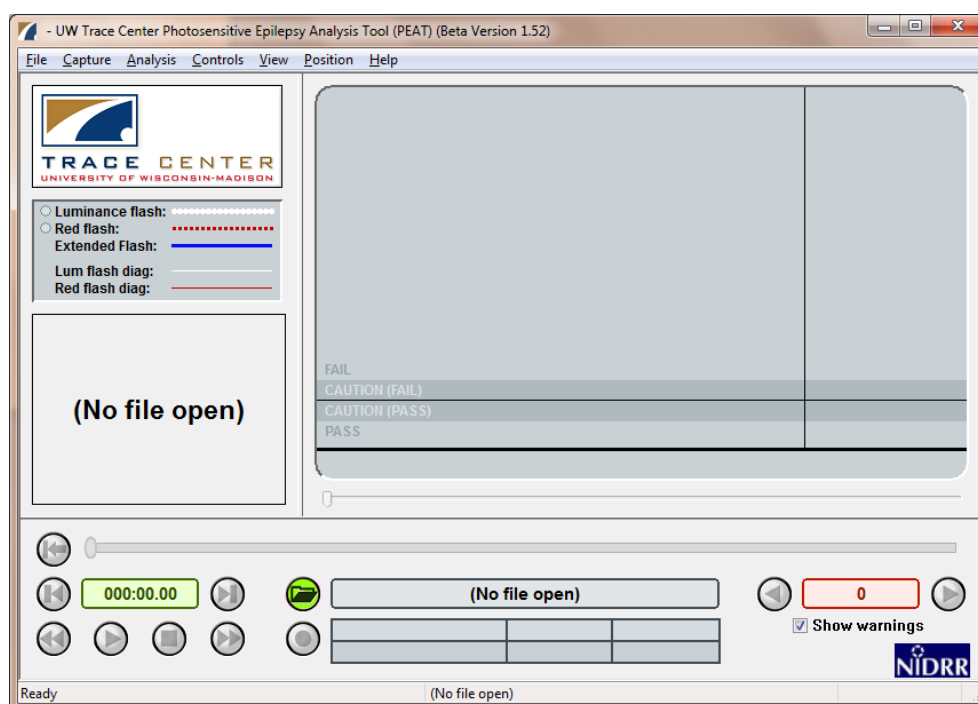 - UW Trace Center Photosensitive Epilepsy Analysis Tool (PEAT) (Beta Version 1.52)
File Capture Analysis Controls View Position Help
TRACE CENTER
UNIVERSITY OF WISCONSIN-MADISON
Luminance flash:
Red flash:
Extended Flash:
Lum flash diag:
Red flash diag:
(No file open)
FAIL
CAUTION (FAIL)
CAUTION (PASS)
PASS
000:00.00
(No file open)
0
Show warnings
NIDRR
Ready
(No file open)